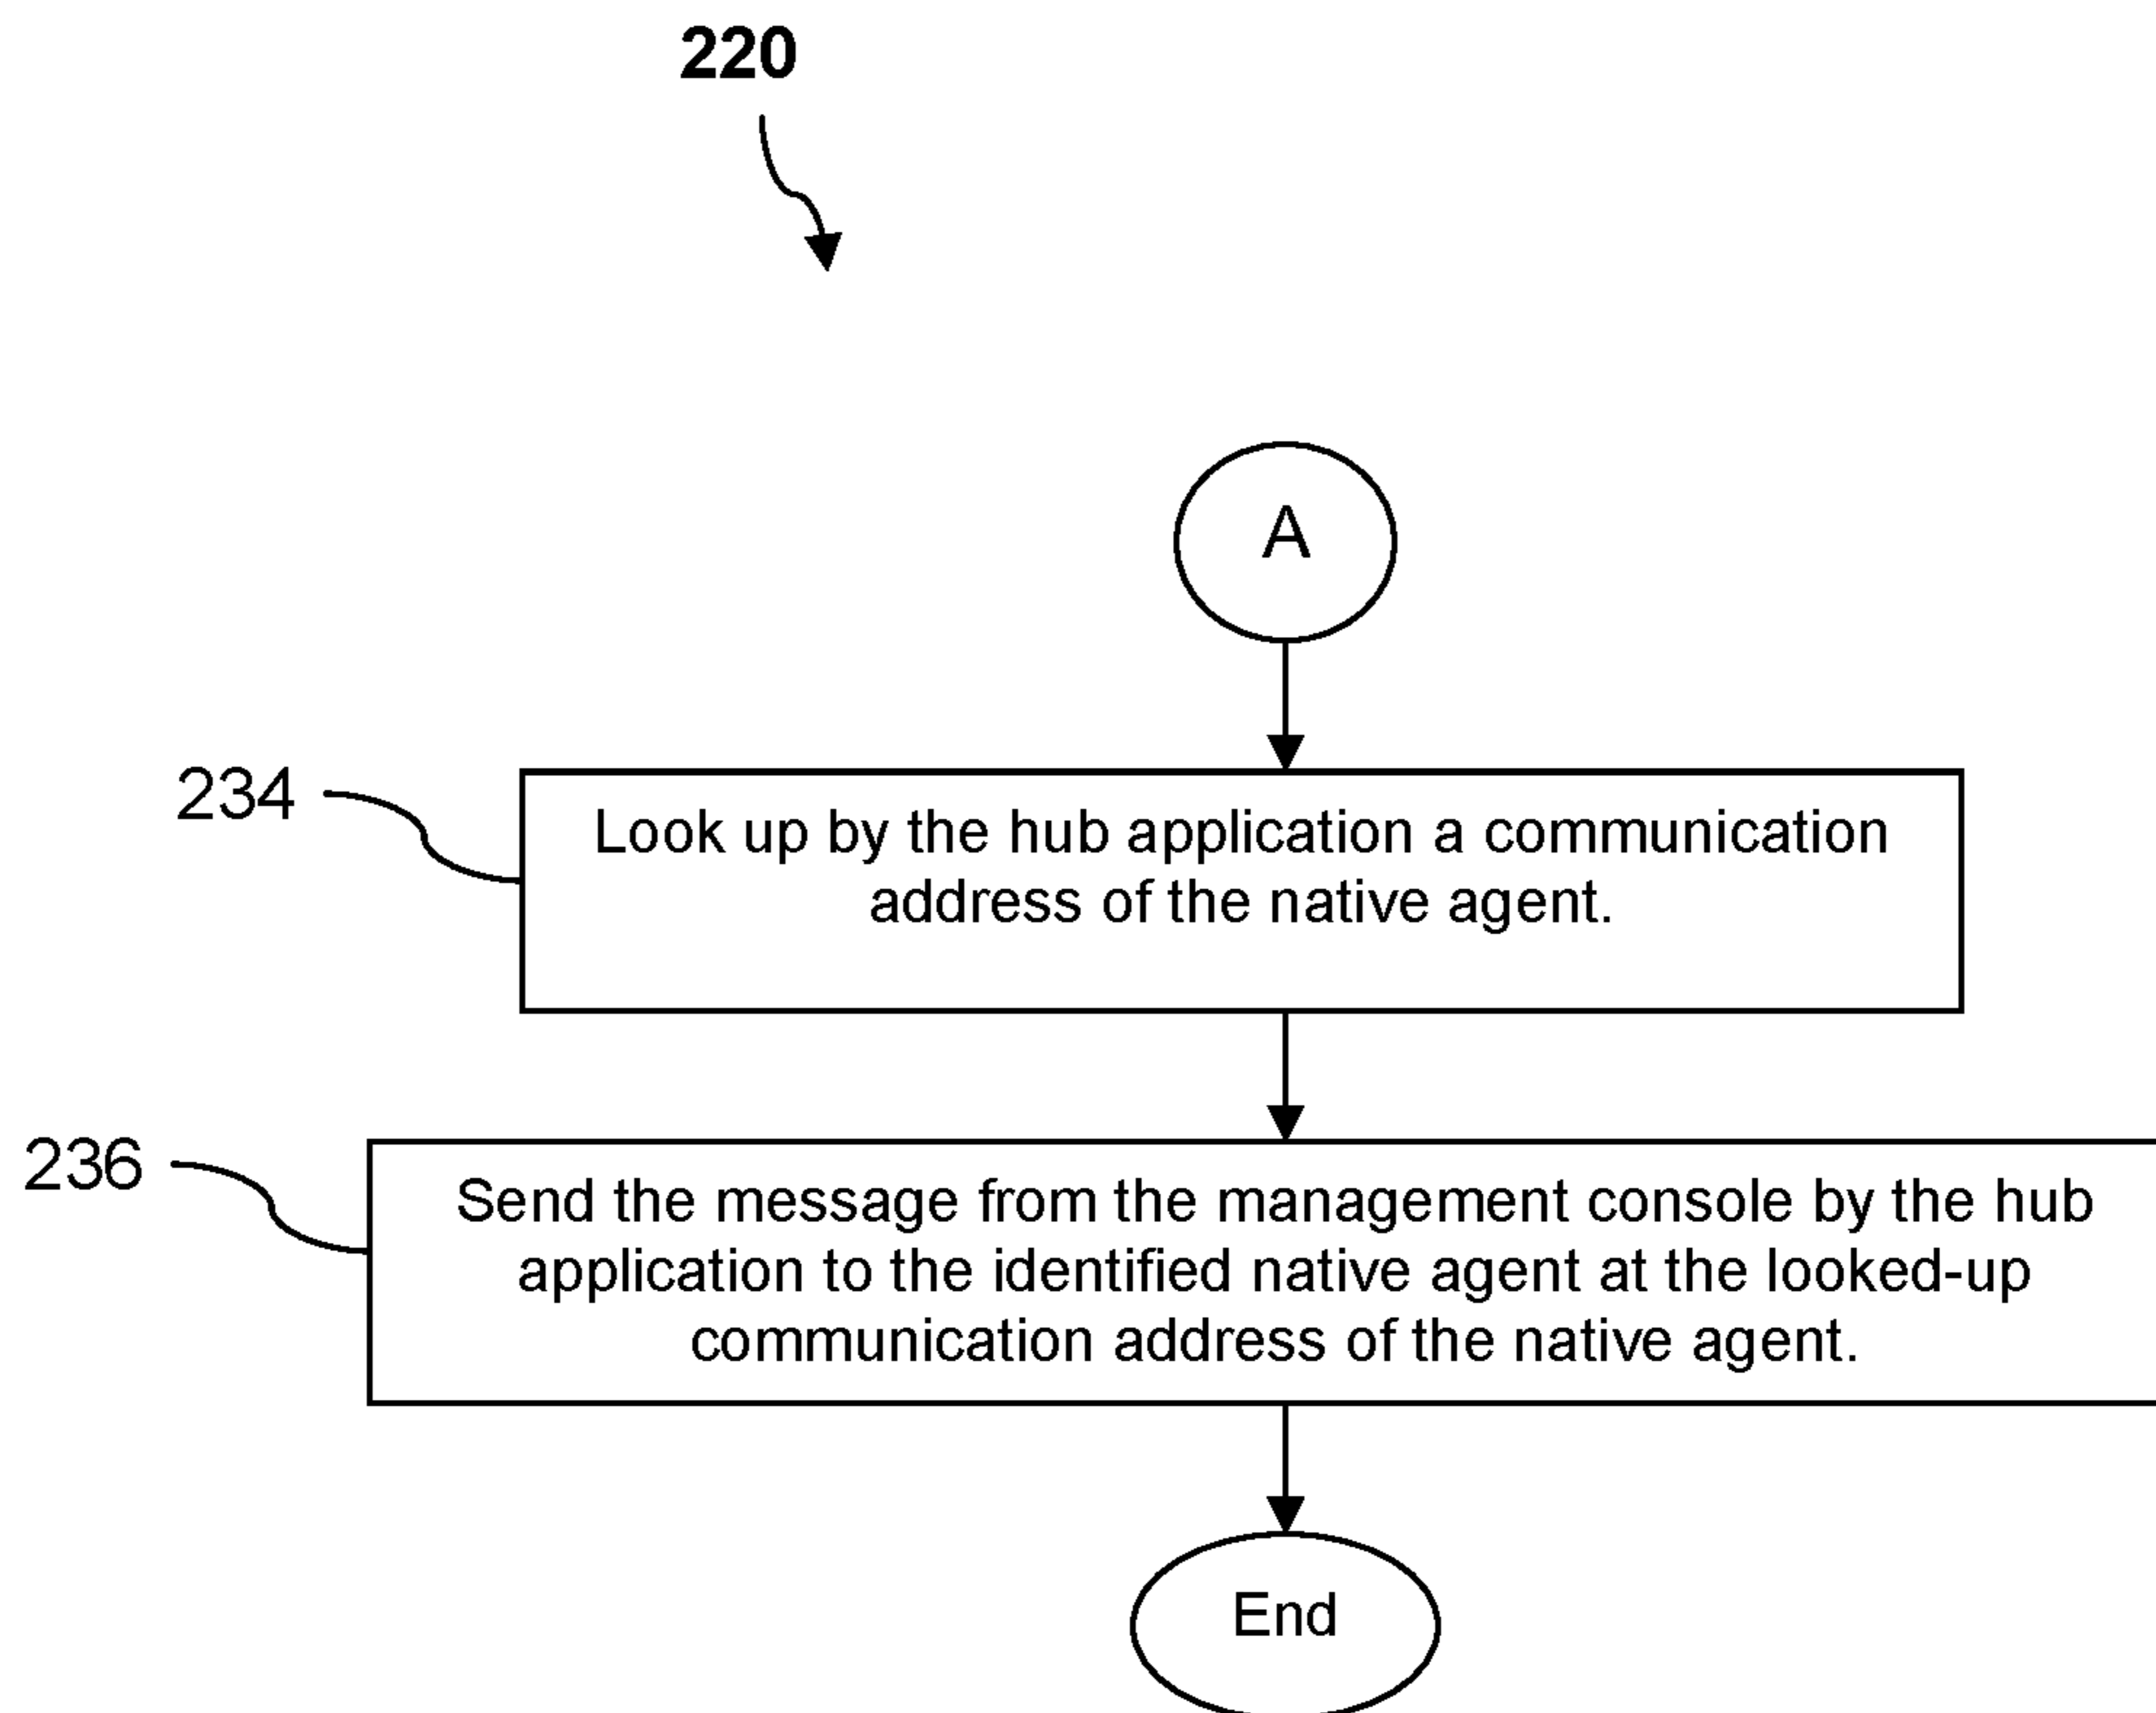 220
A
234
Look up by the hub application a communication
address of the native agent.
236
Send the message from the management console by the hub
application to the identified native agent at the looked-up
communication address of the native agent.
End